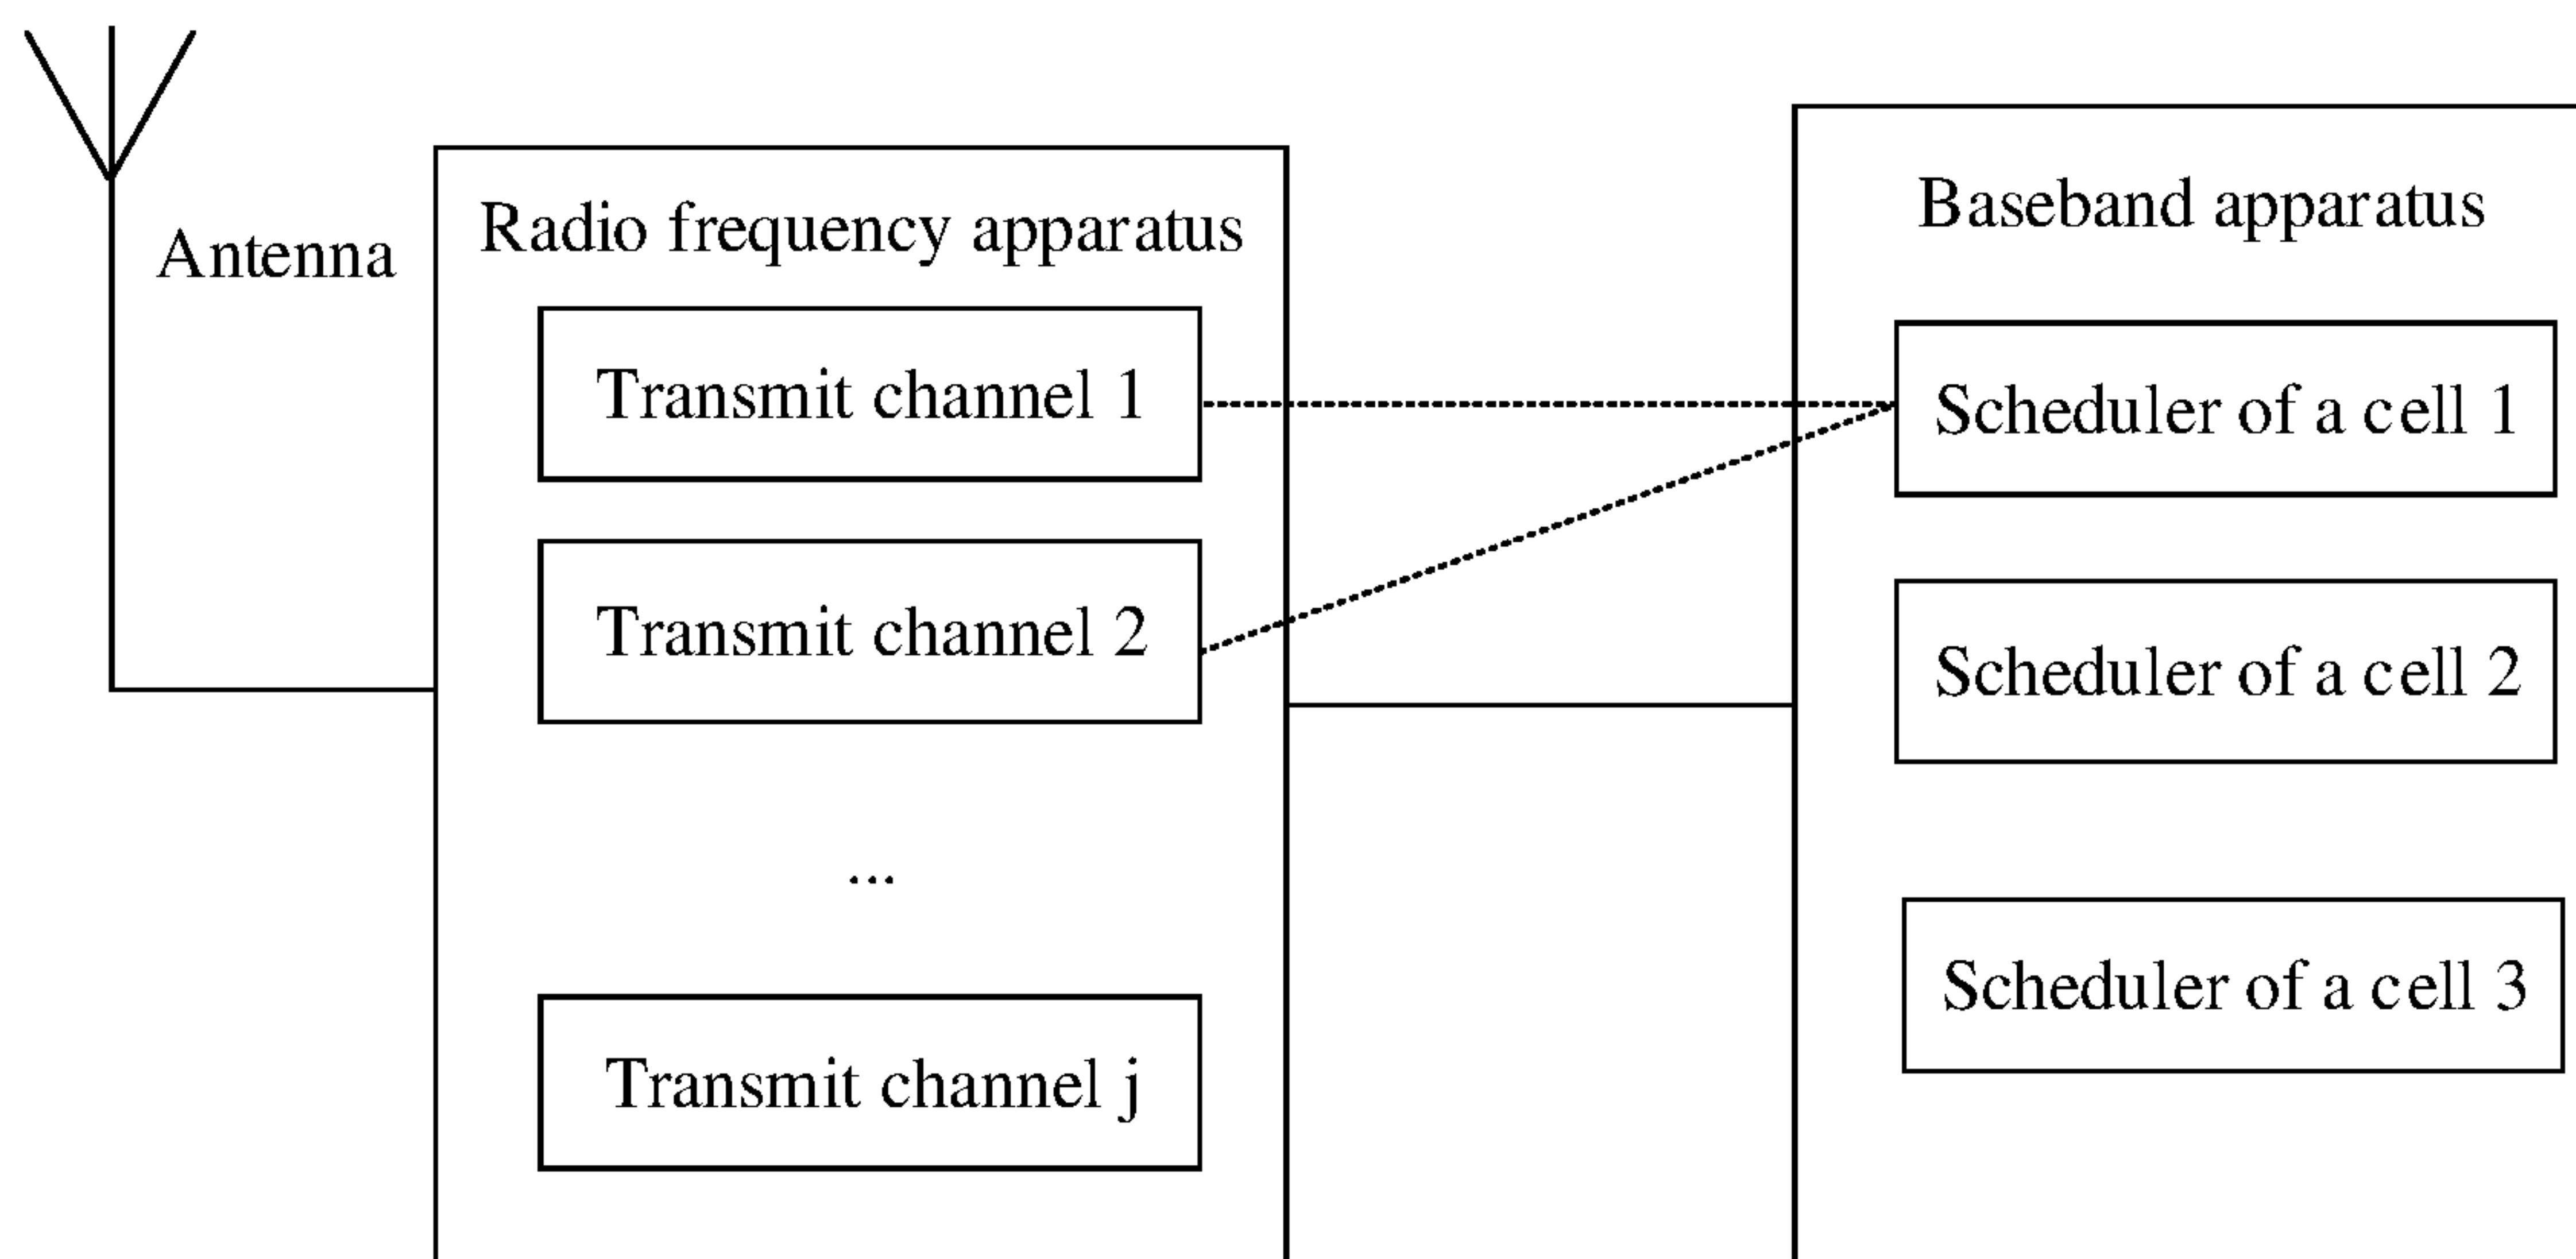 Antenna
Radio frequency apparatus
Transmit channel 1
Transmit channel 2
...
Transmit channel j
Baseband apparatus
Scheduler of a cell 1
Scheduler of a cell 2
Scheduler of a cell 3